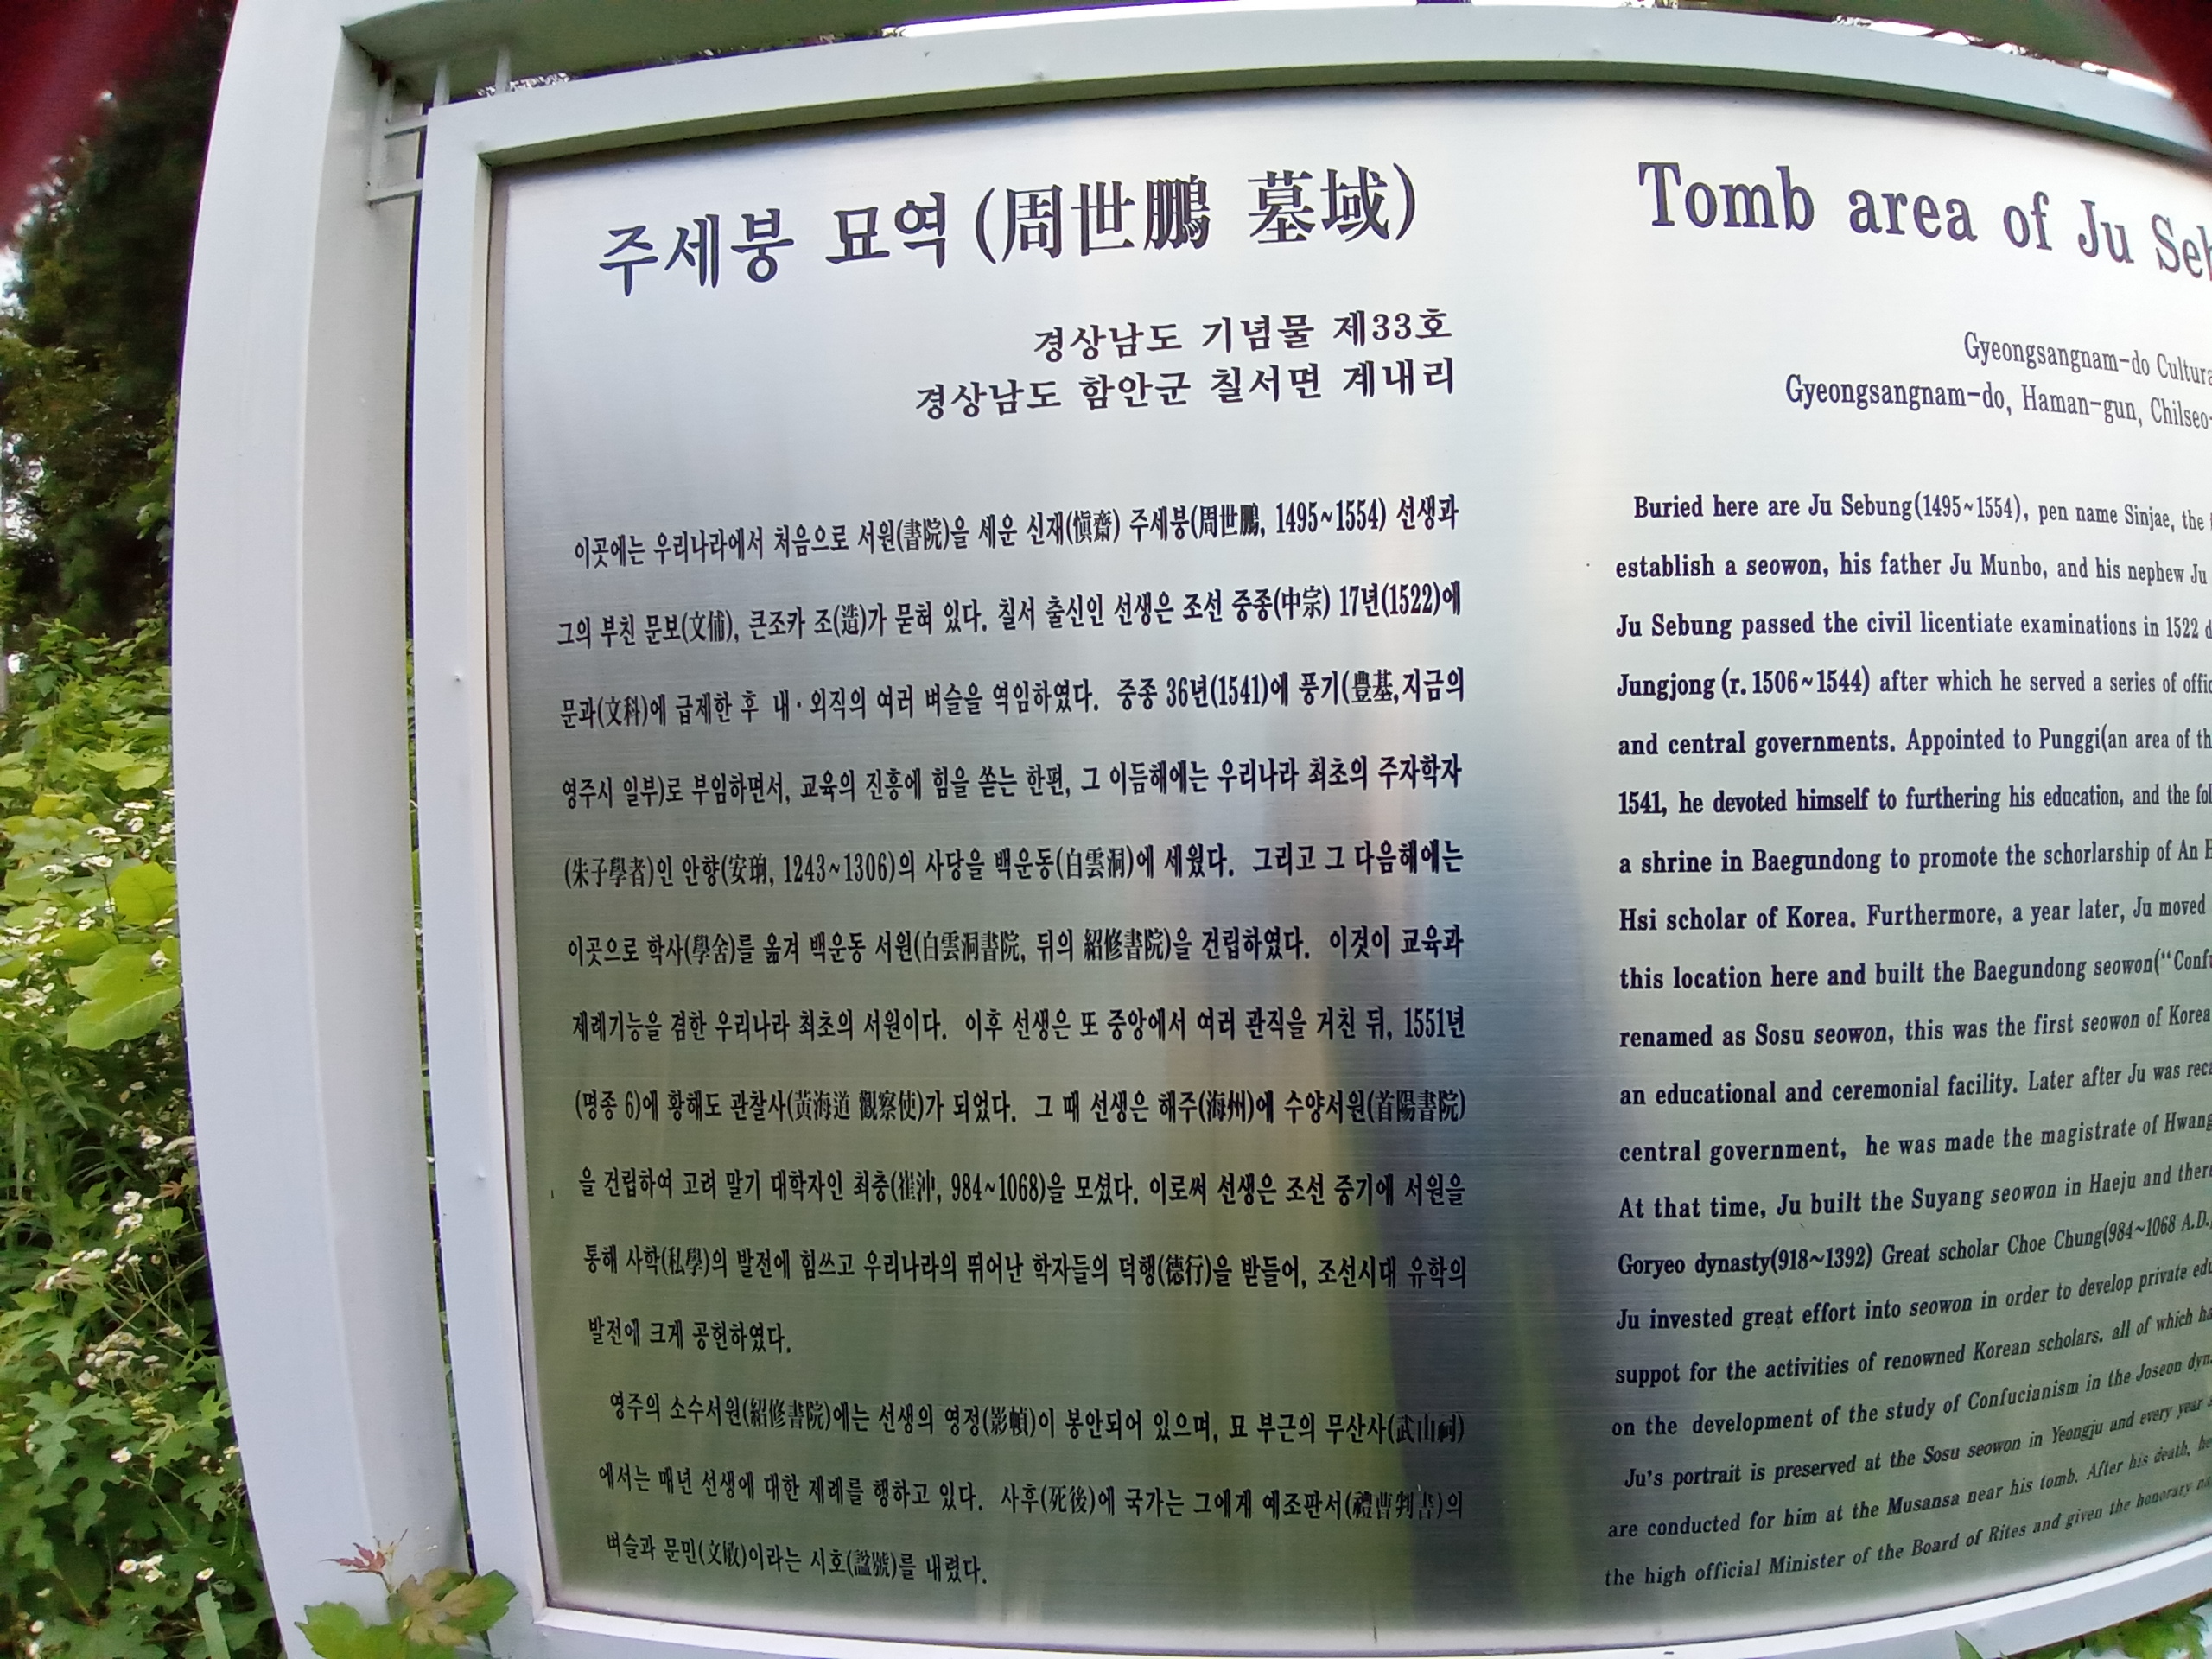 주세붕 묘역(周世鵬 墓域)
경상남도 기념물 제33호
경상남도 함안군 칠서면 계내리
이곳에는 우리나라에서 처음으로 서원(書院)을 세운 신재(愼齋) 주세붕(周世鵬, 1495~1554) 선생과
그의 부친 문보(文俌), 큰조카 조(造)가 묻혀 있다. 칠서 출신인 선생은 조선 중종(中宗) 17년(1522)에
문과(文科)에 급제한 후 내·외직의 여러 벼슬을 역임하였다. 중종 36년(1541)에 풍기(豊基,지금의
영주시 일부)로 부임하면서, 교육의 진흥에 힘을 쏟는 한편, 그 이듬해에는 우리나라 최초의 주자학자
(朱子學者)인 안향(安珦, 1243~1306)의 사당을 백운동(白雲洞)에 세웠다. 그리고 그 다음해에는
이곳으로 학사(學舍)를 옮겨 백운동 서원(白雲洞書院, 뒤의 紹修書院)을 건립하였다. 이것이 교육과
제례기능을 겸한 우리나라 최초의 서원이다. 이후 선생은 또 중앙에서 여러 관직을 거친 뒤, 1551년
(명종 6)에 황해도 관찰사(黃海道 觀察使)가 되었다. 그 때 선생은 해주(海州)에 수양서원(首陽書院)
을 건립하여 고려 말기 대학자인 최충(崔沖, 984~1068)을 모셨다. 이로써 선생은 조선 중기에 서원을
통해 사학(私學)의 발전에 힘쓰고 우리나라의 뛰어난 학자들의 덕행(德行)을 받들어, 조선시대 유학의
발전에 크게 공헌하였다.
영주의 소수서원(紹修書院)에는 선생의 영정(影幀)이 봉안되어 있으며, 묘 부근의 무산사(武山祠)
에서는 매년 선생에 대한 제례를 행하고 있다. 사후(死後)에 국가는 그에게 예조판서(禮曹判書)의
벼슬과 문민(文敃)이라는 시호(諡號)를 내렸다.
Tomb area of Ju Seb
Gyeongsangnam-do Cultura
Gyeongsangnam-do, Haman-gun, Chilseo-
Buried here are Ju Sebung(1495~1554), pen name Sinjae, the
establish a seowon, his father Ju Munbo, and his nephew Ju
Ju Sebung passed the civil licentiate examinations in 1522 d
Jungjong (r. 1506~1544) after which he served a series of offic
and central governments. Appointed to Punggi(an area of th
1541, he devoted himself to furthering his education, and the fol
a shrine in Baegundong to promote the schorlarship of An H
Hsi scholar of Korea. Furthermore, a year later, Ju moved
this location here and built the Baegundong seowon("Confu
renamed as Sosu seowon, this was the first seowon of Korea
an educational and ceremonial facility. Later after Ju was reca
central government, he was made the magistrate of Hwang
At that time, Ju built the Suyang seowon in Haeju and there
Goryeo dynasty(918~1392) Great scholar Choe Chung(984~1068 A.D.)
Ju invested great effort into seowon in order to develop private edu
suppot for the activities of renowned Korean scholars. all of which ha
on the development of the study of Confucianism in the Joseon dyn
Ju's portrait is preserved at the Sosu seowon in Yeongju and every year
are conducted for him at the Musansa near his tomb. After his death, he
the high official Minister of the Board of Rites and given the honorary na